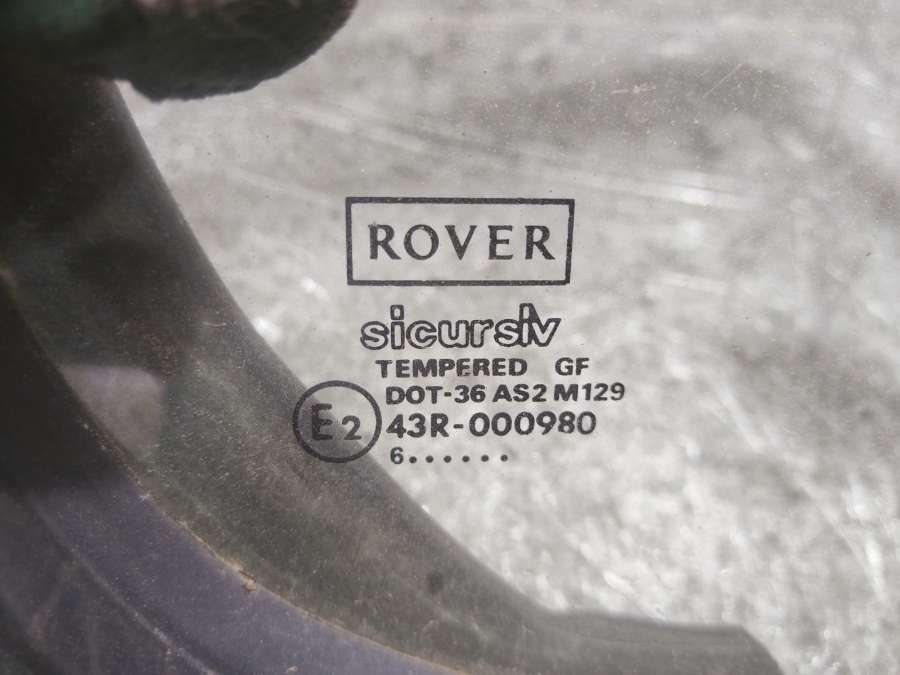 ROVER
sicursiv
TEMPERED GF
DOT-36 AS2 M129
E2 43R-000980
6......